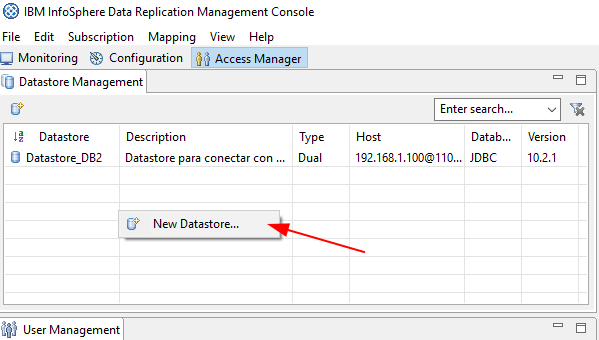 IBM InfoSphere Data Replication Management Console
File Edit Subscription Mapping View Help
Monitoring Configuration Access Manager
Datastore Management
Enter search...
Datastore Description Type Host Datab... Version
Datastore_DB2 Datastore para conectar con ... Dual 192.168.1.100@110... JDBC 10.2.1
New Datastore...
User Management